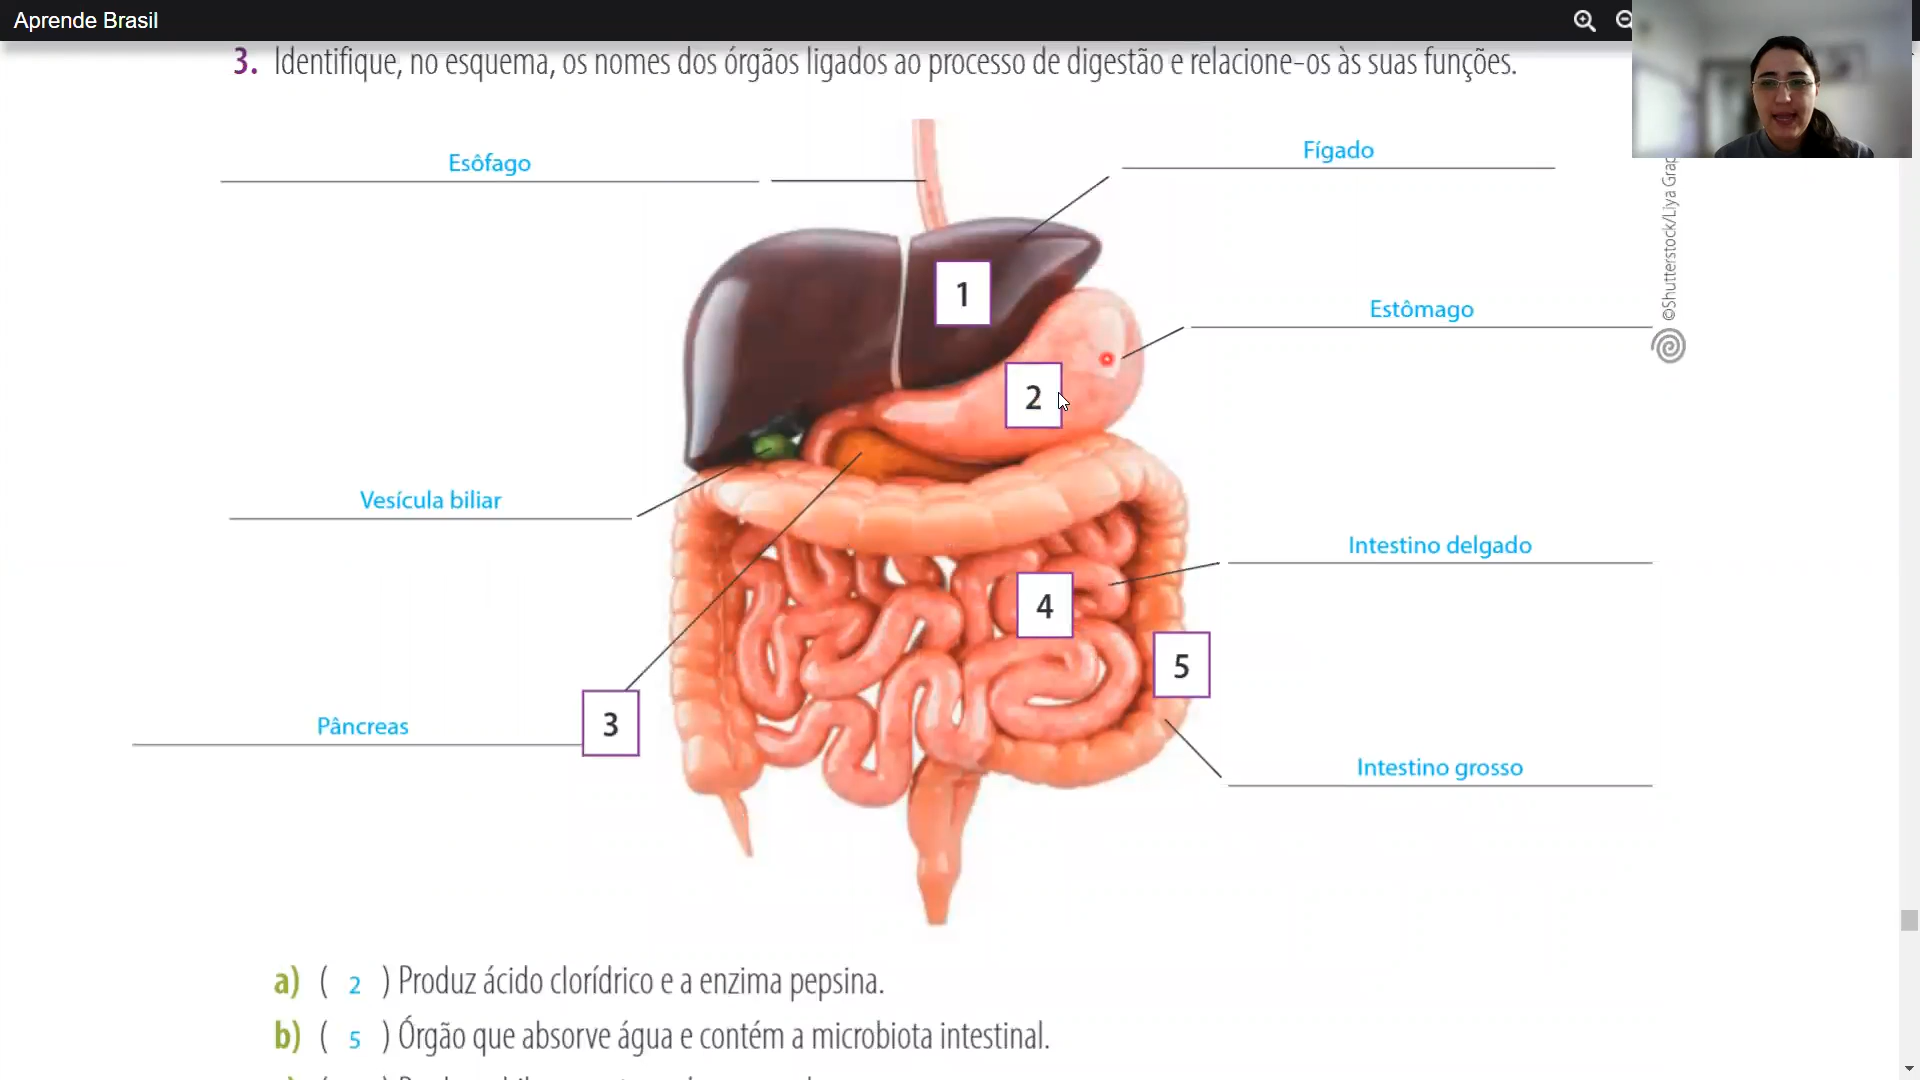 Aprende Brasil
3. Identifique, no esquema, os nomes dos órgãos ligados ao processo de digestão e relacione-os às suas funções.
Esôfago
Fígado
1
Estômago
2
Vesícula biliar
Intestino delgado
4
5
Pâncreas
3
Intestino grosso
©Shutterstock/Liya
a) ( 2 ) Produz ácido clorídrico e a enzima pepsina.
b) ( 5 ) Órgão que absorve água e contém a microbiota intestinal.